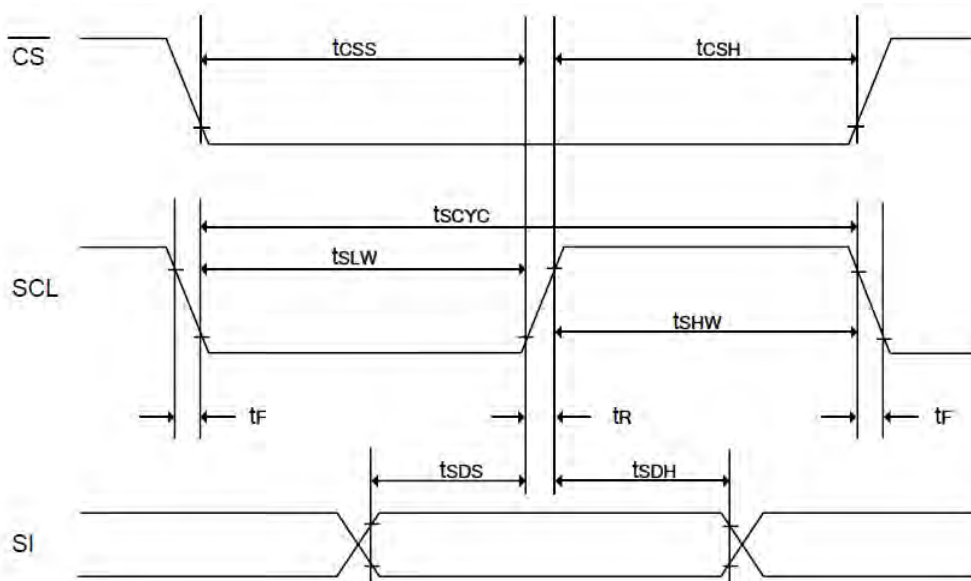 CS
tCSS
tCSH
tSCYC
tSLW
SCL
tSHW
tF
tR
tF
tSDS
tSDH
SI